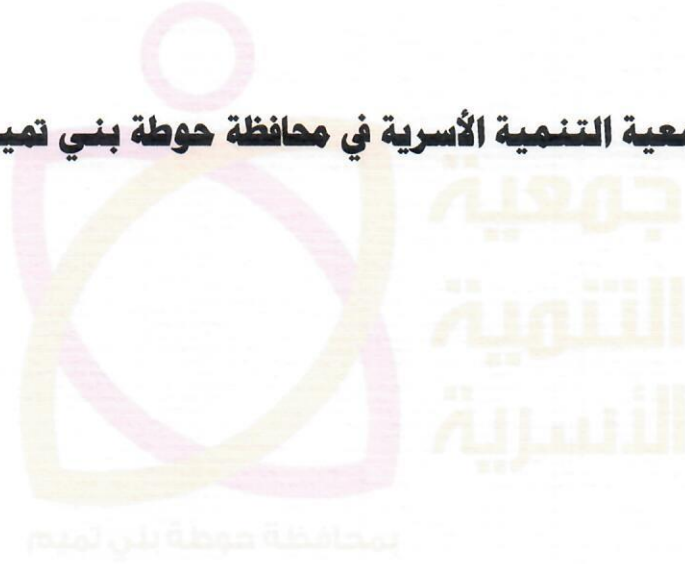 معية التنمية الأسرية في محافظة حوطة بني تمي
جمعية
التنمية
الأسرية
بمحافظة حوطة بني تميم